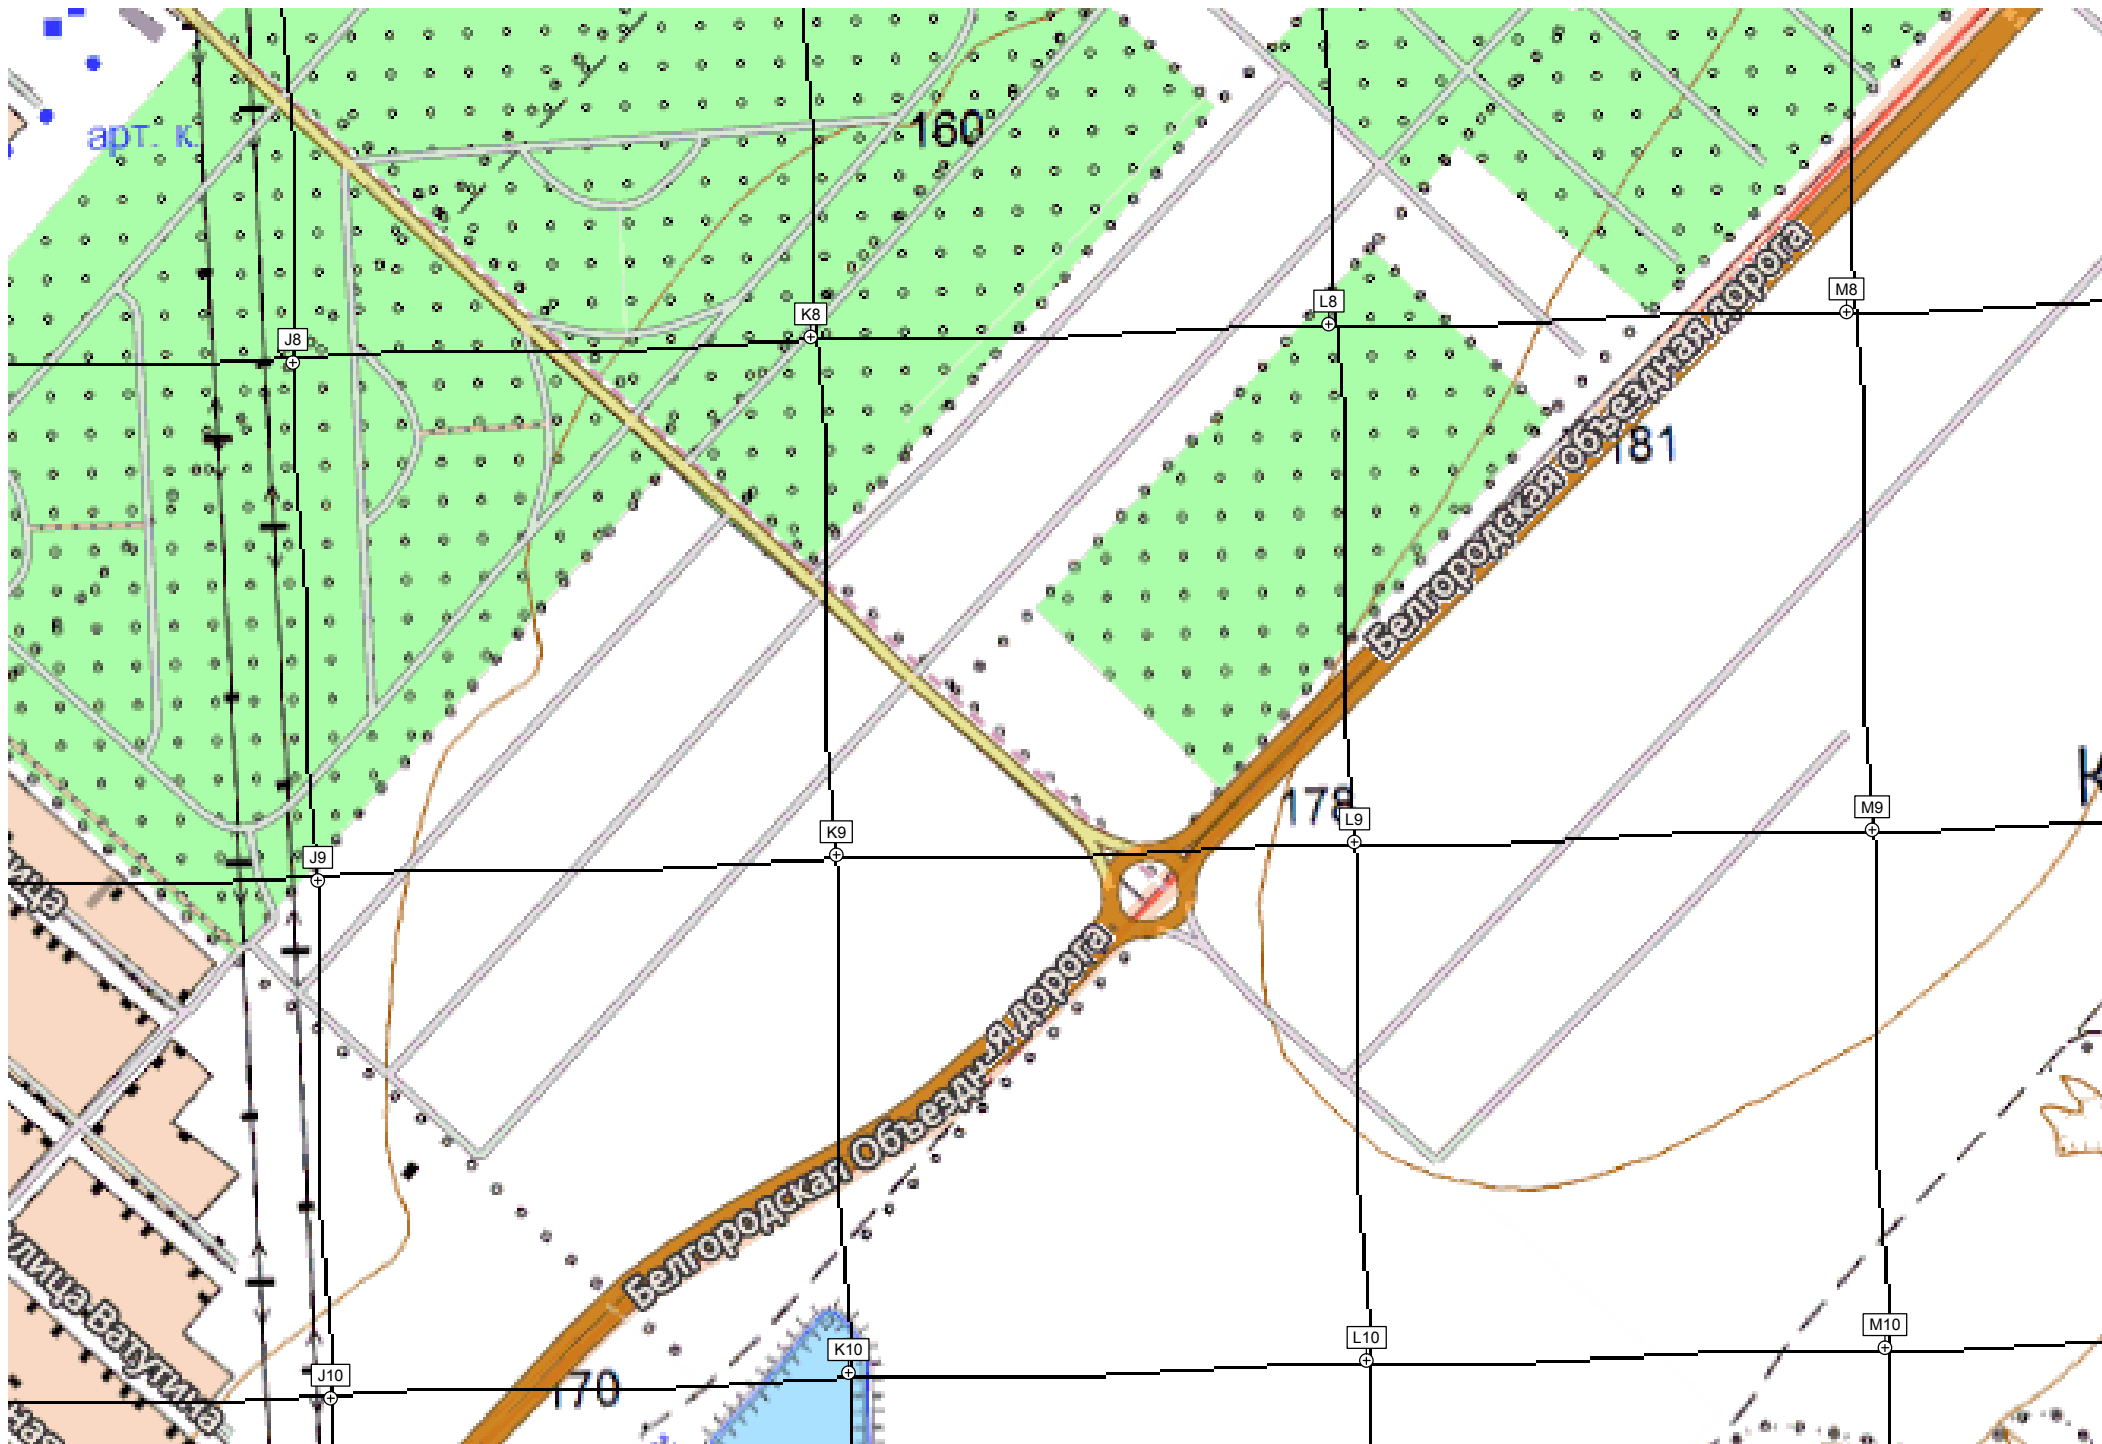 арт. к.
160
J8
K8
L8
M8
Белгородская Объездная дорога
181
178
J9
K9
L9
M9
К
Белгородская Объездная дорога
улица Ватутина
170
J10
K10
L10
M10